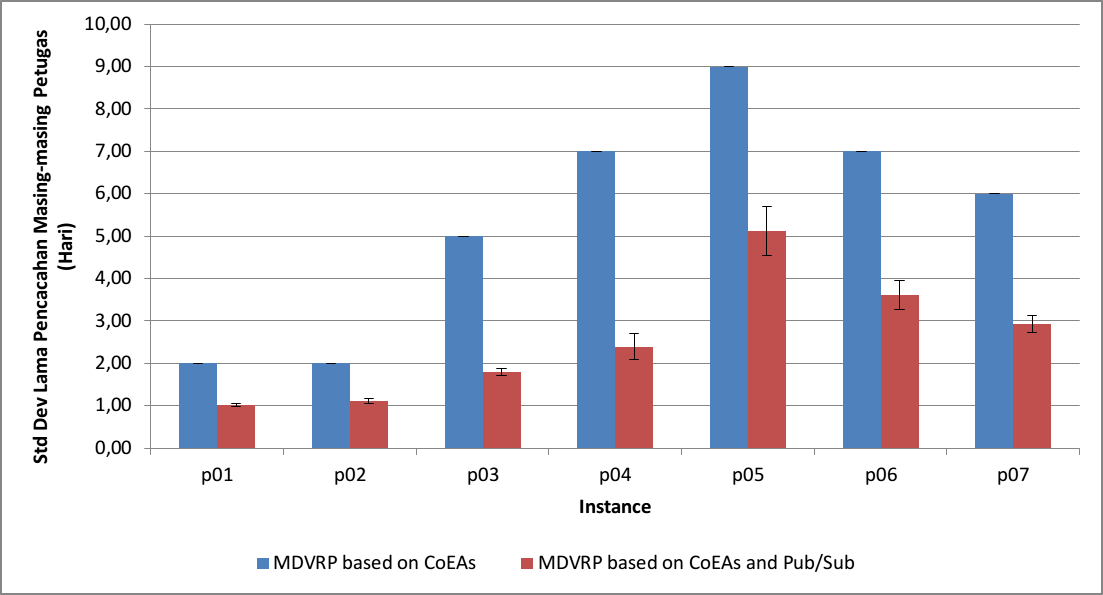 Std Dev Lama Pencacahan Masing-masing Petugas
(Hari)
10,00
9,00
8,00
7,00
6,00
5,00
4,00
3,00
2,00
1,00
0,00
p01 p02 p03 p04 p05 p06 p07
Instance
MDVRP based on CoEAs MDVRP based on CoEAs and Pub/Sub